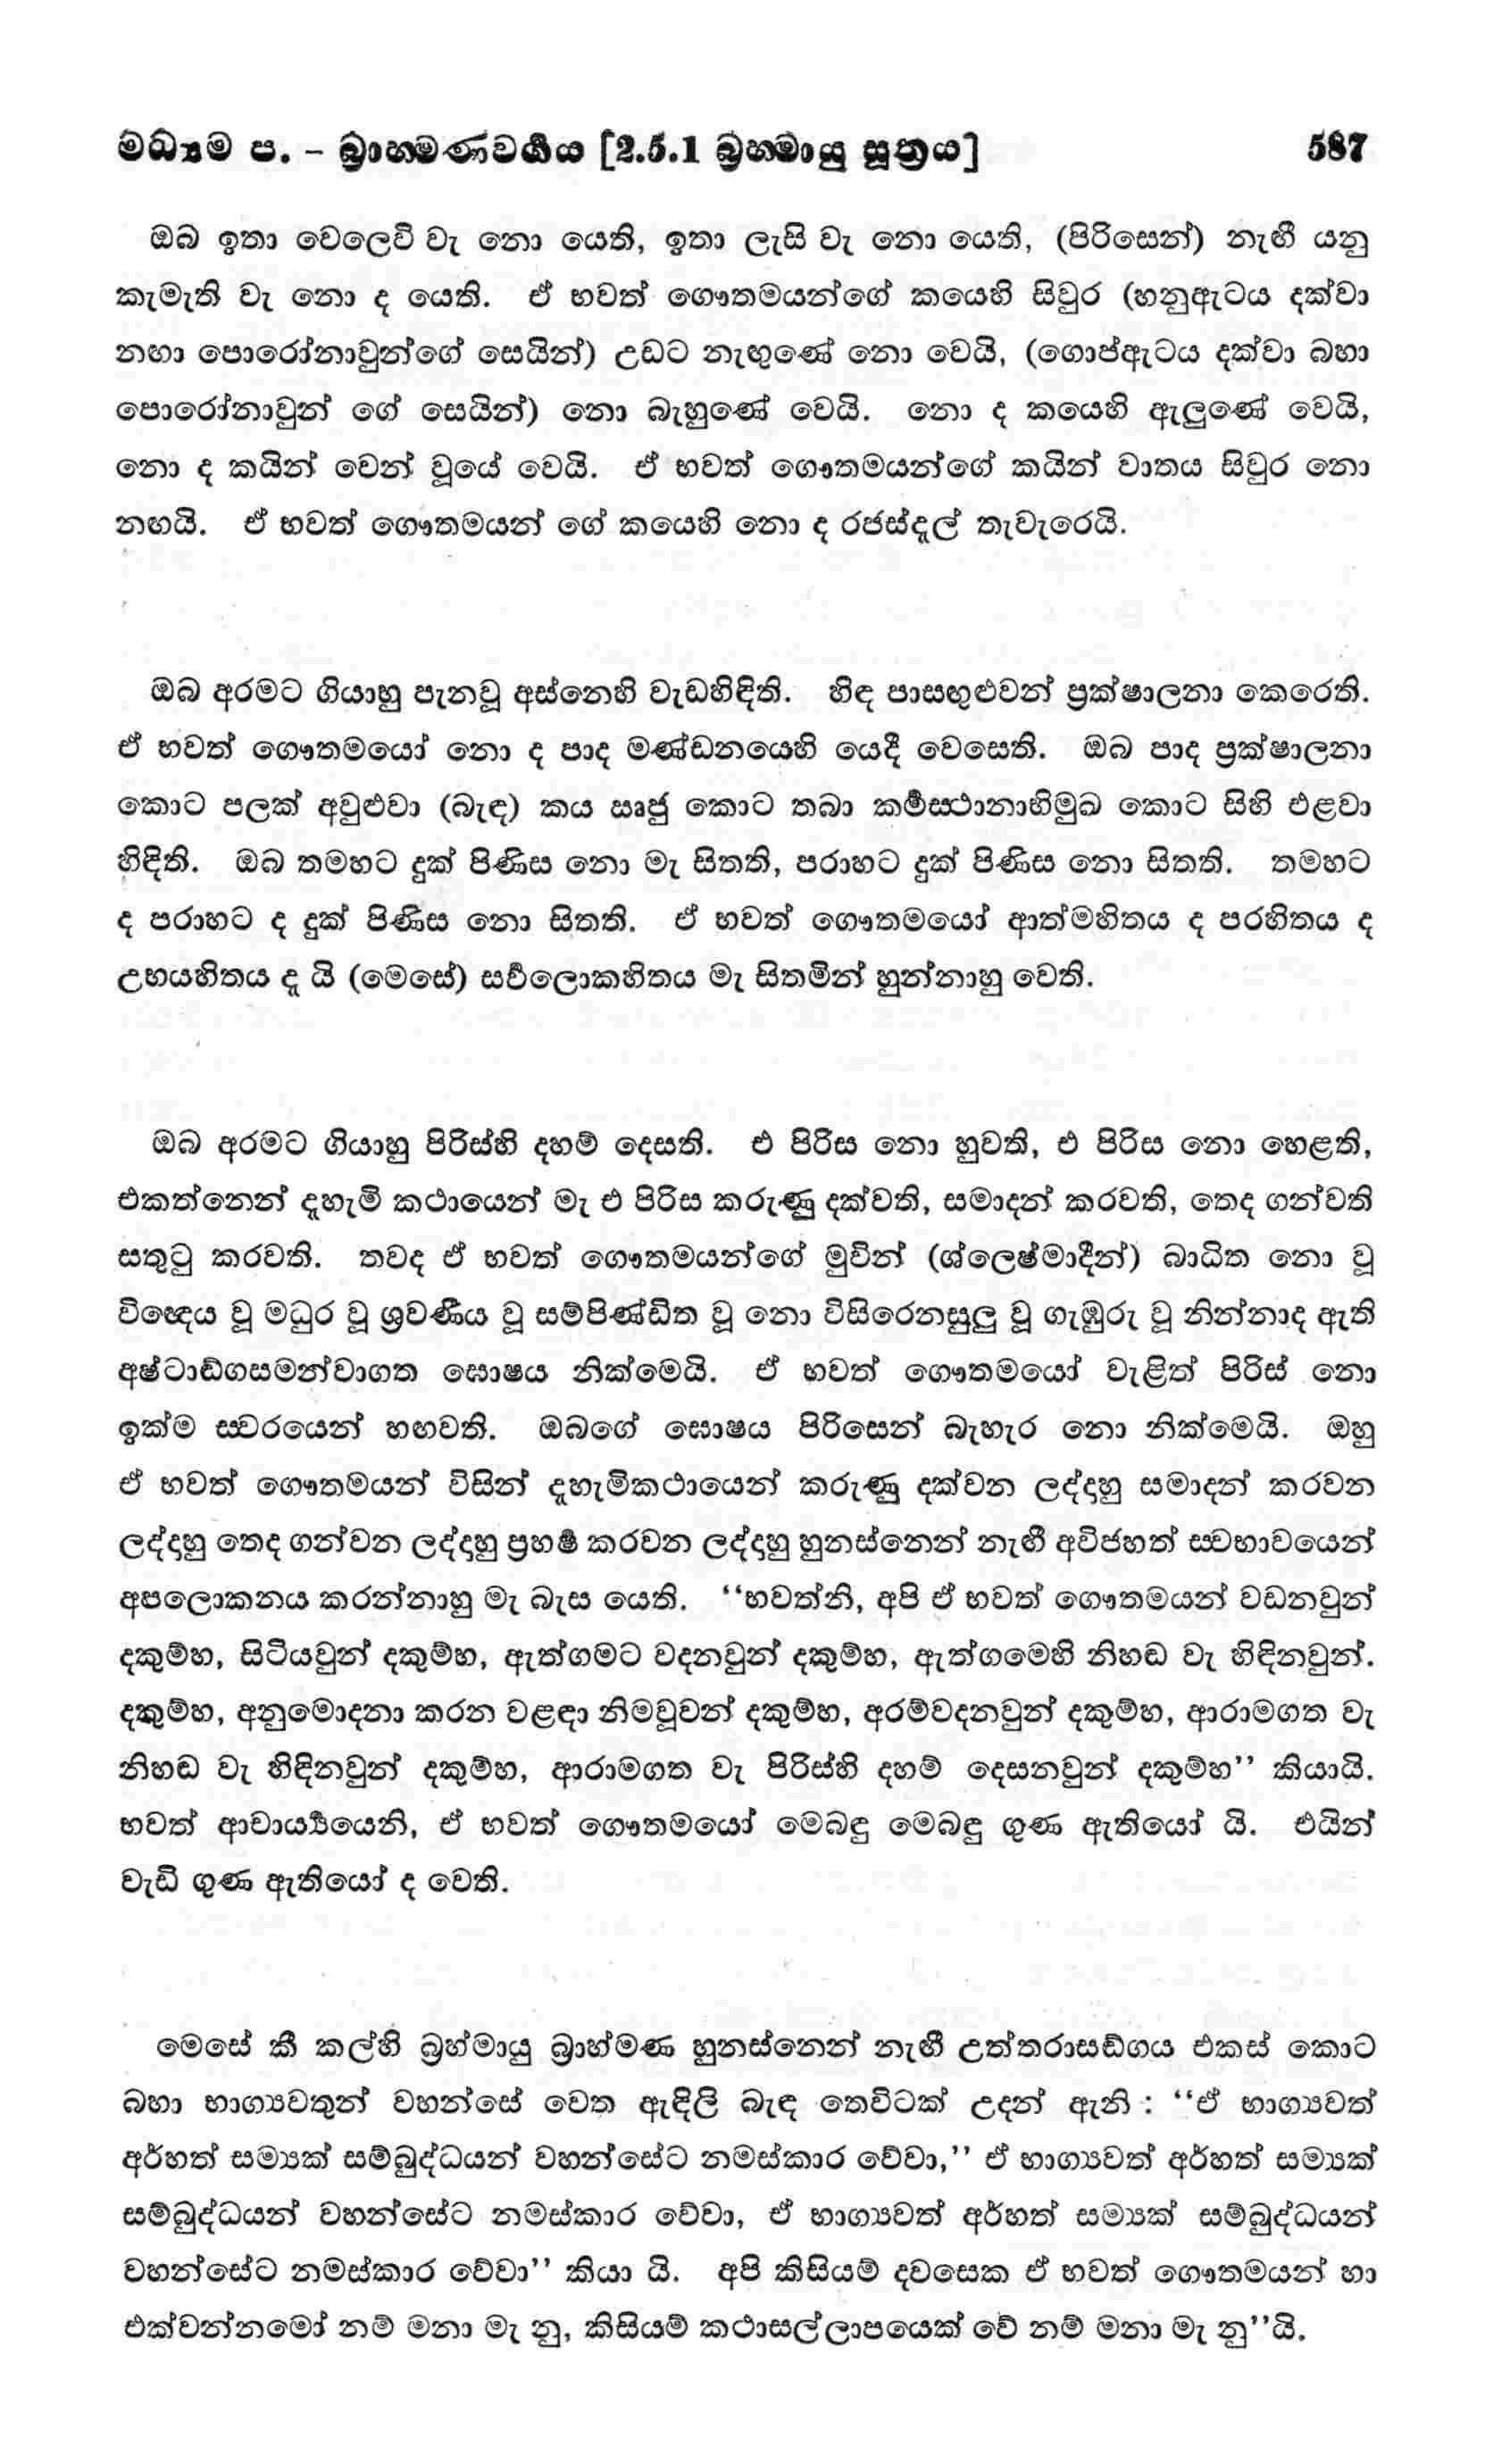 මධ්‍යම ප. – බ්‍රාහ්මණවර්‍ගය [2.5.1 බ්‍රහ්මායු සූත්‍රය] 587
ඔබ ඉතා වෙලෙවි වැ නො යෙති, ඉතා ලැසි වැ නො යෙති, (පිරිසෙන්) නැඟී යනු
කැමැති වැ නො ද යෙති. ඒ භවත් ගෞතමයන්ගේ කයෙහි සිවුර (හනුඇටය දක්වා
නඟා පොරෝනාවුන්ගේ සෙයින්) උඩට නැඟුණේ නො වෙයි, (ගොප්ඇටය දක්වා බහා
පොරෝනාවුන් ගේ සෙයින්) නො බැහුණේ වෙයි. නො ද කයෙහි ඇලුණේ වෙයි,
නො ද කයින් වෙන් වූයේ වෙයි. ඒ භවත් ගෞතමයන්ගේ කයින් වාතය සිවුර නො
නඟයි. ඒ භවත් ගෞතමයන් ගේ කයෙහි නො ද රජස්දැල් තැවැරෙයි.
ඔබ අරමට ගියාහු පැනවූ අස්නෙහි වැඩහිඳිති. හිඳ පාසඟුළුවන් ප්‍රක්ෂාලනා කෙරෙති.
ඒ භවත් ගෞතමයෝ නො ද පාද මණ්ඩනයෙහි යෙදී වෙසෙති. ඔබ පාද ප්‍රක්ෂාලනා
කොට පලක් අවුළුවා (බැඳ) කය ඍජු කොට තබා කර්‍මස්ථානාභිමුඛ කොට සිහි එළවා
හිඳිති. ඔබ තමහට දුක් පිණිස නො මැ සිතති, පරාහට දුක් පිණිස නො සිතති. තමහට
ද පරාහට ද දුක් පිණිස නො සිතති. ඒ භවත් ගෞතමයෝ ආත්මහිතය ද පරහිතය ද
උභයහිතය ද යි (මෙසේ) සර්‍වලොකහිතය මැ සිතමින් හුන්නාහු වෙති.
ඔබ අරමට ගියාහු පිරිස්හි දහම් දෙසති. එ පිරිස නො හුවති, එ පිරිස නො හෙළති,
එකත්නෙන් දැහැමි කථායෙන් මැ එ පිරිස කරුණු දක්වති, සමාදන් කරවති, තෙද ගන්වති
සතුටු කරවති. තවද ඒ භවත් ගෞතමයන්ගේ මුවින් (ශ්ලෙෂ්මාදීන්) බාධිත නො වූ
විඥෙය වූ මධුර වූ ශ්‍රවණීය වූ සම්පිණ්ඩිත වූ නො විසිරෙනසුලු වූ ගැඹුරු වූ නින්නාද ඇති
අෂ්ටාඞ්ගසමන්වාගත ඝොෂය නික්මෙයි. ඒ භවත් ගෞතමයෝ වැළිත් පිරිස් නො
ඉක්ම ස්වරයෙන් හඟවති. ඔබගේ ඝොෂය පිරිසෙන් බැහැර නො නික්මෙයි. ඔහු
ඒ භවත් ගෞතමයන් විසින් දැහැමිකථායෙන් කරුණු දක්වන ලද්දාහු සමාදන් කරවන
ලද්දාහු තෙද ගන්වන ලද්දාහු ප්‍රහර්‍ෂ කරවන ලද්දාහු හුනස්නෙන් නැඟී අවිජහත් ස්වභාවයෙන්
අපලොකනය කරන්නාහු මැ බැස යෙති. ‘‘භවත්නි, අපි ඒ භවත් ගෞතමයන් වඩනවුන්
දකුම්හ, සිටියවුන් දකුම්හ, ඇත්ගමට වදනවුන් දකුම්හ, ඇත්ගමෙහි නිහඬ වැ හිඳිනවුන්.
දකුම්හ, අනුමොදනා කරන වළඳා නිමවූවන් දකුම්හ, අරම්වදනවුන් දකුම්හ, ආරාමගත වැ
නිහඬ වැ හිඳිනවුන් දකුම්හ, ආරාමගත වැ පිරිස්හි දහම් දෙසනවුන් දකුම්හ’’ කියායි.
භවත් ආචාර්‍ය්‍යයෙනි, ඒ භවත් ගෞතමයෝ මෙබඳු මෙබඳු ගුණ ඇතියෝ යි. එයින්
වැඩි ගුණ ඇතියෝ ද වෙති.
මෙසේ කී කල්හි බ්‍රහ්මායු බ්‍රාහ්මණ හුනස්නෙන් නැඟී උත්තරාසඞ්ගය එකස් කොට
බහා භාග්‍යවතුන් වහන්සේ වෙත ඇඳිලි බැඳ තෙවිටක් උදන් ඇනි : ‘‘ඒ භාග්‍යවත්
අර්හත් සම්‍යක් සම්බුද්ධයන් වහන්සේට නමස්කාර වේවා,’’ ඒ භාග්‍යවත් අර්හත් සම්‍යක්
සම්බුද්ධයන් වහන්සේට නමස්කාර වේවා, ඒ භාග්‍යවත් අර්හත් සම්‍යක් සම්බුද්ධයන්
වහන්සේට නමස්කාර වේවා’’ කියා යි. අපි කිසියම් දවසෙක ඒ භවත් ගෞතමයන් හා
එක්වන්නමෝ නම් මනා මැ නු, කිසියම් කථාසල්ලාපයෙක් වේ නම් මනා මැ නු’’යි.